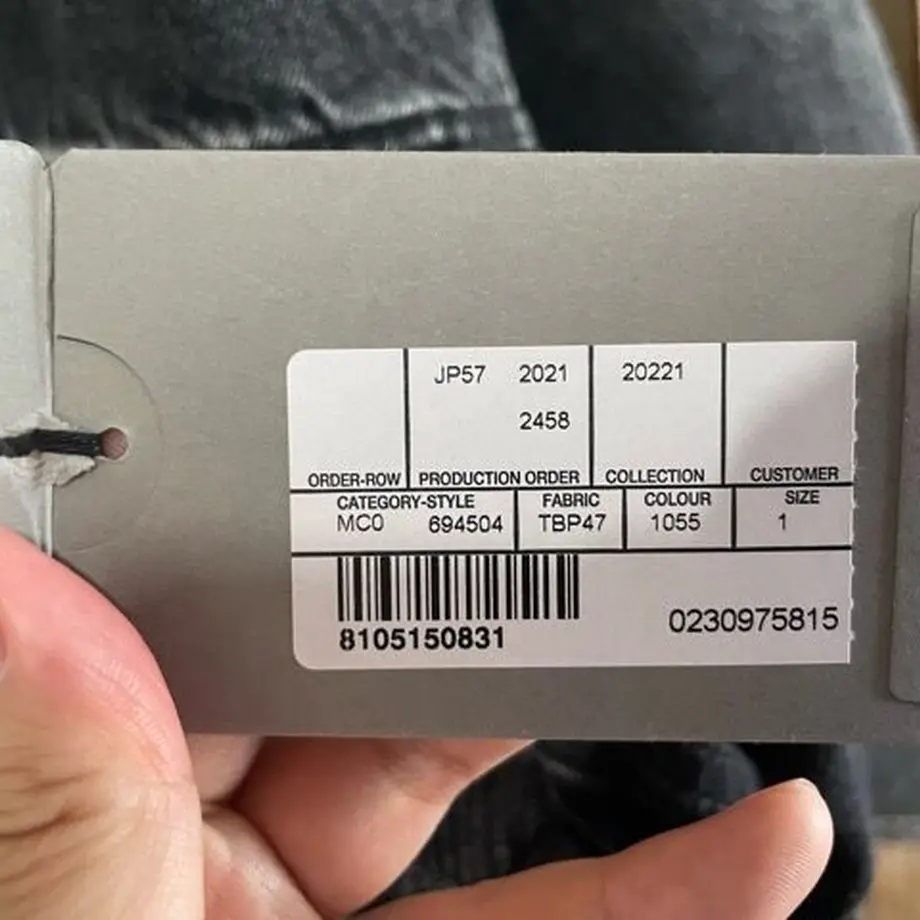 JP57 2021 20221
2458
ORDER-ROW PRODUCTION ORDER COLLECTION CUSTOMER
CATEGORY-STYLE FABRIC COLOUR SIZE
MC0 694504 TBP47 1055 1
8105150831 0230975815